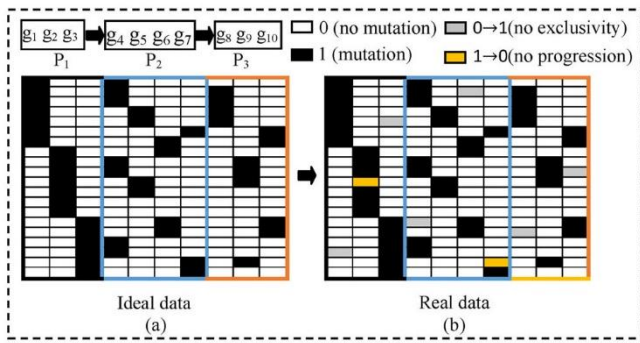 g₁ g₂ g₃ g₄ g₅ g₆ g₇ g₈ g₉ g₁₀
P₁ P₂ P₃
0 (no mutation) 0→1(no exclusivity)
1 (mutation) 1→0(no progression)
Ideal data Real data
(a) (b)